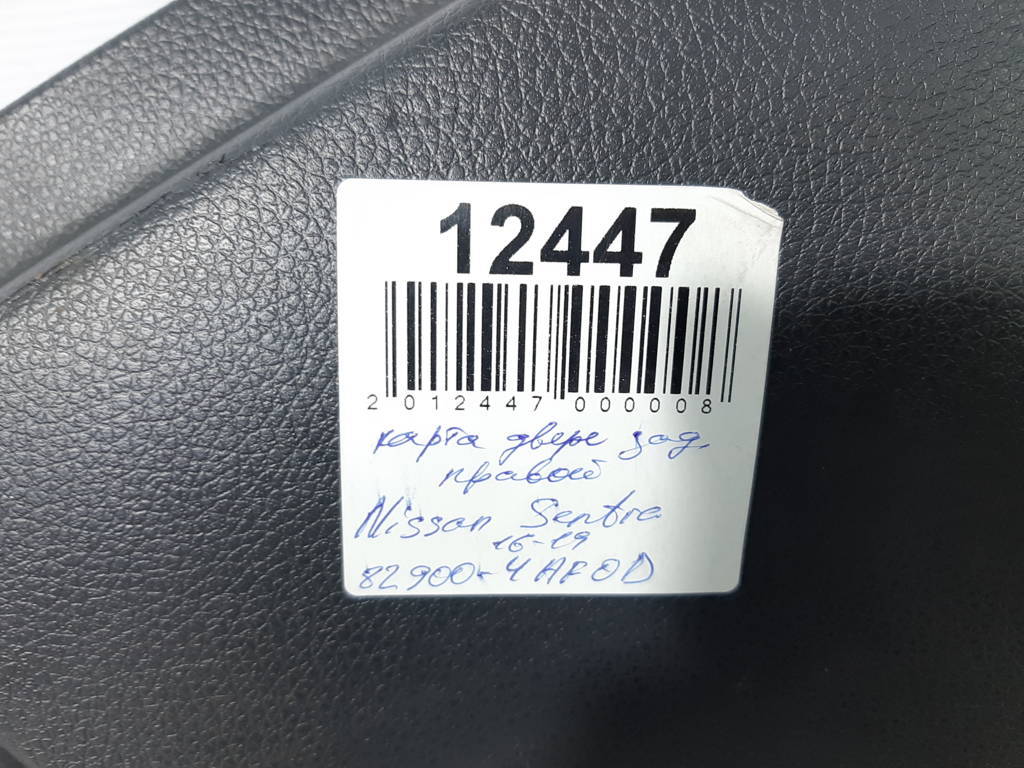 12447
2 012447 000008
карта двере зад.
правой
Nissan Sentra
16-19
82900-4AF0D